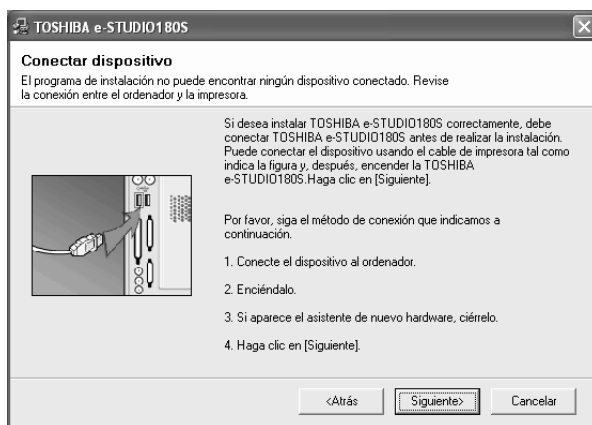 TOSHIBA e-STUDIO180S
Conectar dispositivo
El programa de instalación no puede encontrar ningún dispositivo conectado. Revise
la conexión entre el ordenador y la impresora.
Si desea instalar TOSHIBA e-STUDIO180S correctamente, debe
conectar TOSHIBA e-STUDIO180S antes de realizar la instalación.
Puede conectar el dispositivo usando el cable de impresora tal como
indica la figura y, después, encender la TOSHIBA
e-STUDIO180S.Haga clic en [Siguiente].
Por favor, siga el método de conexión que indicamos a
continuación.
1. Conecte el dispositivo al ordenador.
2. Enciéndalo.
3. Si aparece el asistente de nuevo hardware, ciérrelo.
4. Haga clic en [Siguiente].
<Atrás
Siguiente>
Cancelar